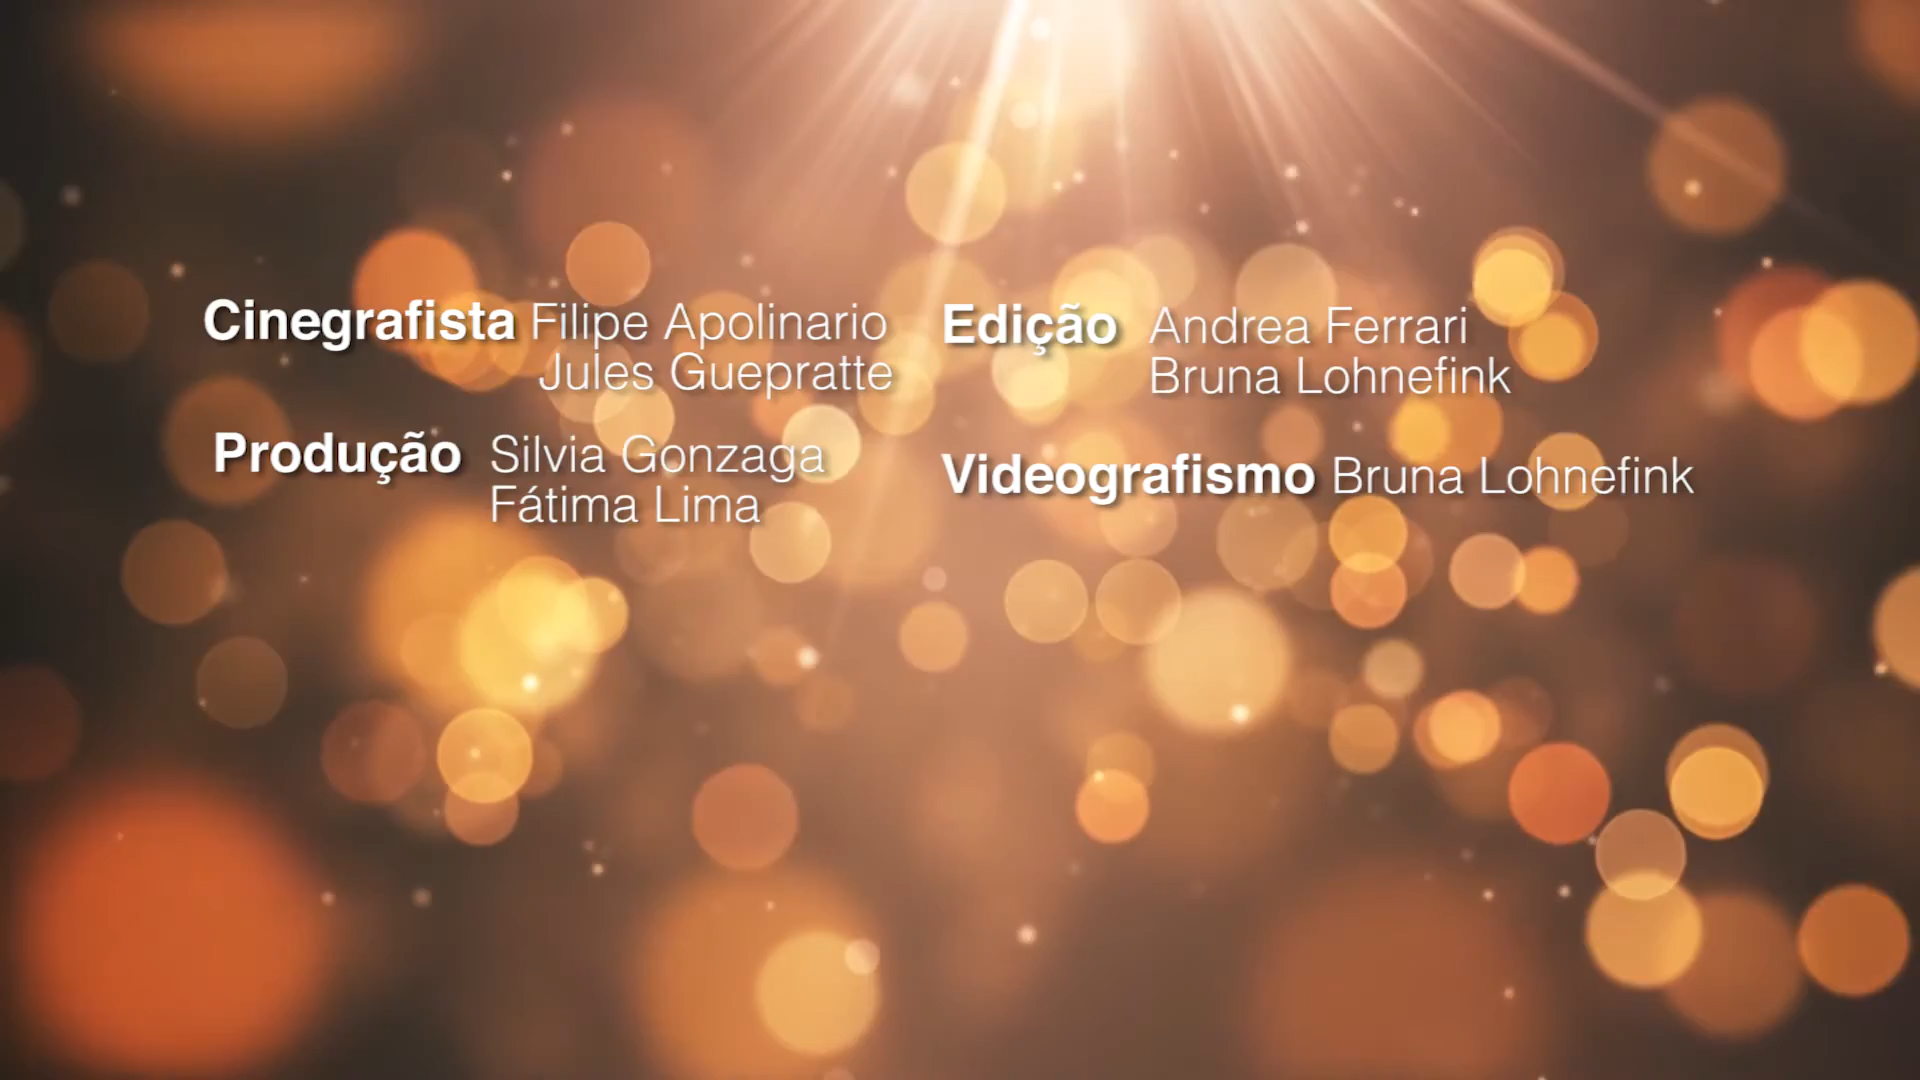 Cinegrafista Filipe Apolinario
Jules Guepratte
Produção Silvia Gonzaga
Fátima Lima
Edição Andrea Ferrari
Bruna Lohnefink
Videografismo Bruna Lohnefink